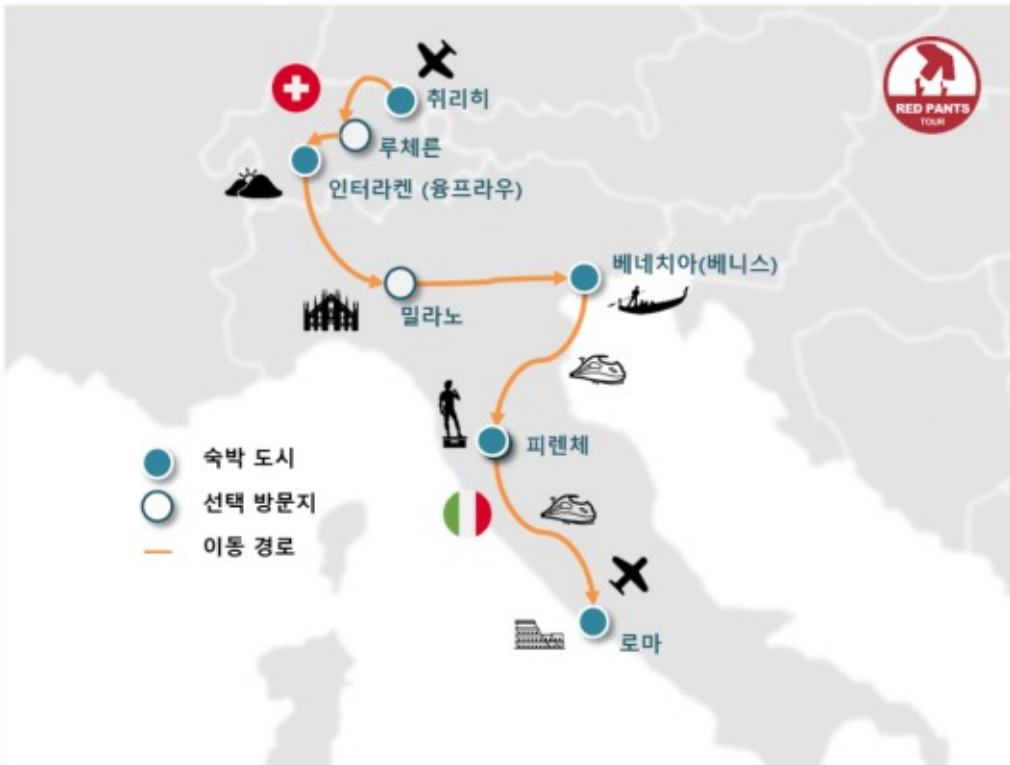 RED PANTS
TOUR
취리히
루체른
인터라켄 (융프라우)
베네치아(베니스)
밀라노
피렌체
숙박 도시
선택 방문지
이동 경로
로마